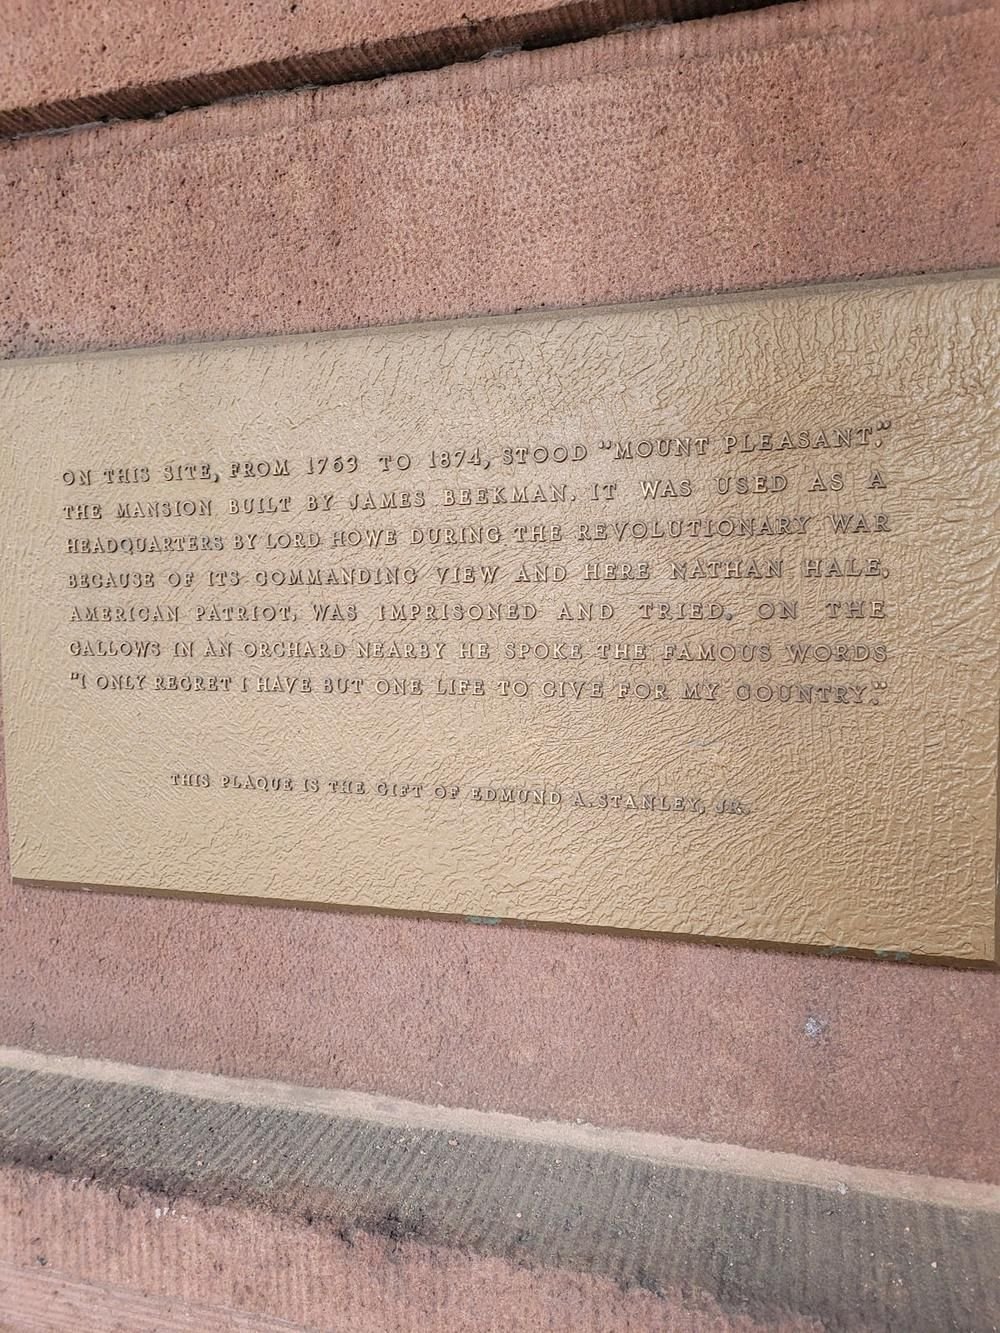 ON THIS SITE, FROM 1763 TO 1874, STOOD "MOUNT PLEASANT."
THE MANSION BUILT BY JAMES BEEKMAN. IT WAS USED AS A
HEADQUARTERS BY LORD HOWE DURING THE REVOLUTIONARY WAR
BECAUSE OF ITS COMMANDING VIEW AND HERE NATHAN HALE,
AMERICAN PATRIOT, WAS IMPRISONED AND TRIED. ON THE
GALLOWS IN AN ORCHARD NEARBY HE SPOKE THE FAMOUS WORDS
"I ONLY REGRET I HAVE BUT ONE LIFE TO GIVE FOR MY COUNTRY."
THIS PLAQUE IS THE GIFT OF EDMUND A. STANLEY, JR.